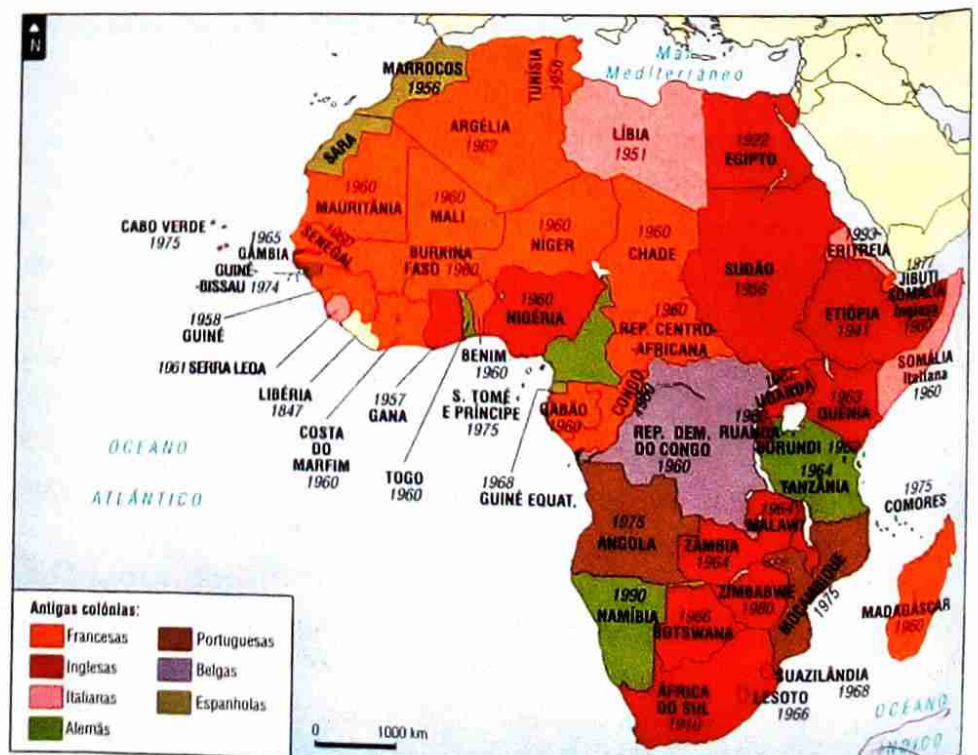 N
Mar
Mediterrâneo
MARROCOS
1956
TUNÍSIA
1956
ARGÉLIA
1962
LÍBIA
1951
1922
EGIPTO
SARA
1960
MAURITÂNIA
1960
MALI
1960
NÍGER
1960
CHADE
SUDÃO
1956
1993
ERITREIA
1977
JIBUTI
SOMÁLIA
Inglesa
1960
CABO VERDE
1975
SENEGAL
1960
1965
GÂMBIA
GUINÉ-
-BISSAU 1974
BURKINA
FASO 1960
1960
NIGÉRIA
1960
REP. CENTRO-
-AFRICANA
ETIÓPIA
1941
SOMÁLIA
Italiana
1960
1958
GUINÉ
1961 SERRA LEOA
LIBÉRIA
1847
COSTA
DO
MARFIM
1960
1957
GANA
TOGO
1960
BENIM
1960
S. TOMÉ
E PRÍNCIPE
1975
1968
GUINÉ EQUAT.
GABÃO
1960
CONGO
1960
REP. DEM.
DO CONGO
1960
UGANDA
1963
QUÉNIA
RUANDA
BURUNDI 1962
1964
TANZÂNIA
1975
COMORES
OCEANO
ATLÂNTICO
1975
ANGOLA
ZÂMBIA
1964
1964
MALAWI
MOÇAMBIQUE
1975
ZIMBABWE
1980
1990
NAMÍBIA
1966
BOTSWANA
MADAGÁSCAR
1960
ÁFRICA
DO SUL
1910
SUAZILÂNDIA
1968
LESOTO
1966
OCEANO
ÍNDICO
Antigas colónias:
Francesas
Inglesas
Italianas
Alemãs
Portuguesas
Belgas
Espanholas
0 1000 km